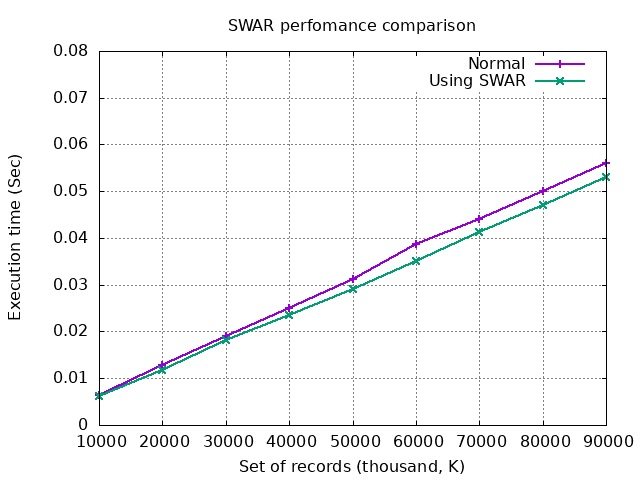 SWAR perfomance comparison
0.08
0.07
0.06
0.05
0.04
0.03
0.02
0.01
0
Execution time (Sec)
Normal
Using SWAR
10000 20000 30000 40000 50000 60000 70000 80000 90000
Set of records (thousand, K)